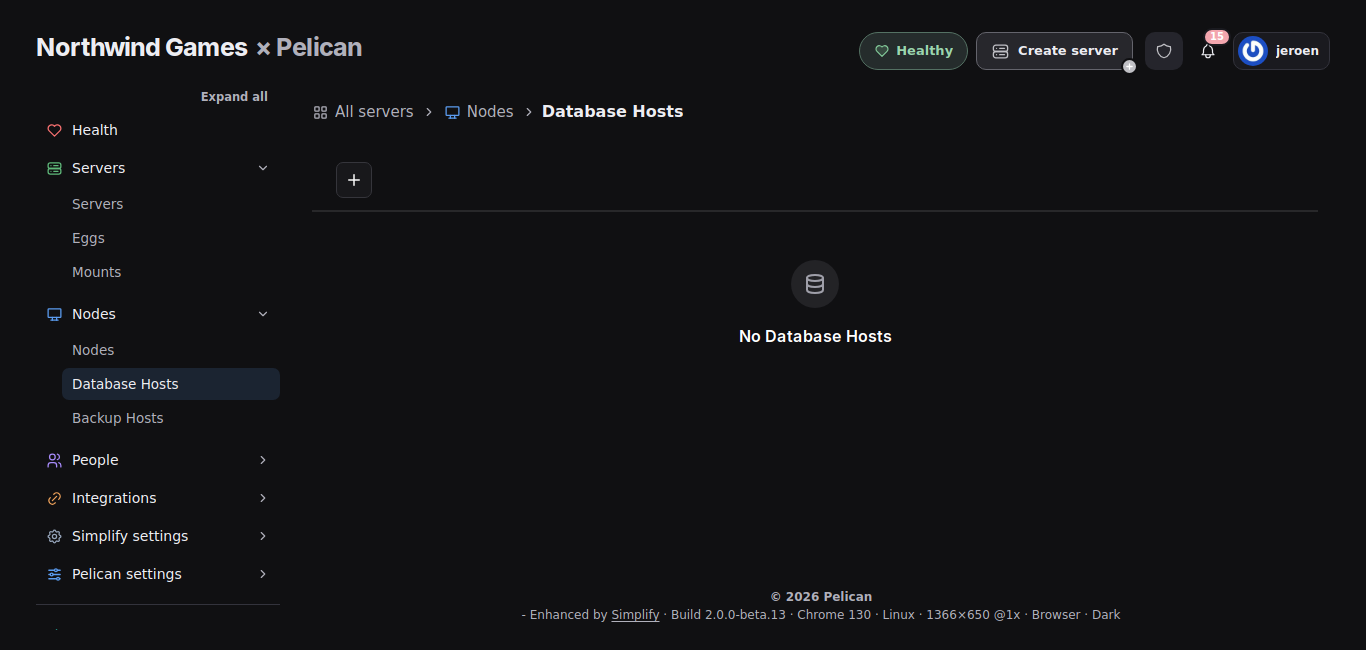 Northwind Games × Pelican
Healthy
Create server
15
jeroen
Expand all
Health
Servers
Servers
Eggs
Mounts
Nodes
Nodes
Database Hosts
Backup Hosts
People
Integrations
Simplify settings
Pelican settings
All servers > Nodes > Database Hosts
No Database Hosts
© 2026 Pelican
- Enhanced by Simplify · Build 2.0.0-beta.13 · Chrome 130 · Linux · 1366×650 @1x · Browser · Dark